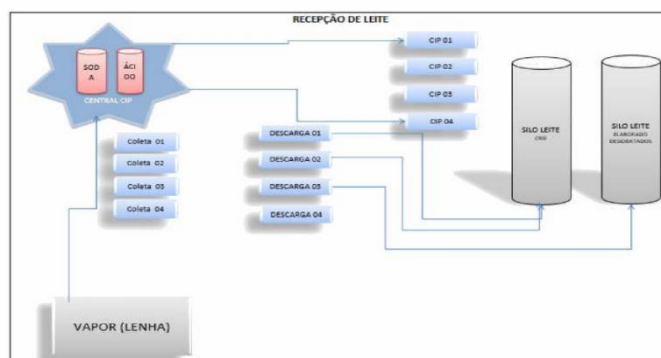 RECEPÇÃO DE LEITE
SOD
A
ÁCI
DO
CENTRAL CIP
CIP 01
CIP 02
CIP 03
CIP 04
Coleta 01
Coleta 02
Coleta 03
Coleta 04
DESCARGA 01
DESCARGA 02
DESCARGA 03
DESCARGA 04
SILO LEITE
CRU
SILO LEITE
ELABORADO
DESIDRATADOS
VAPOR (LENHA)